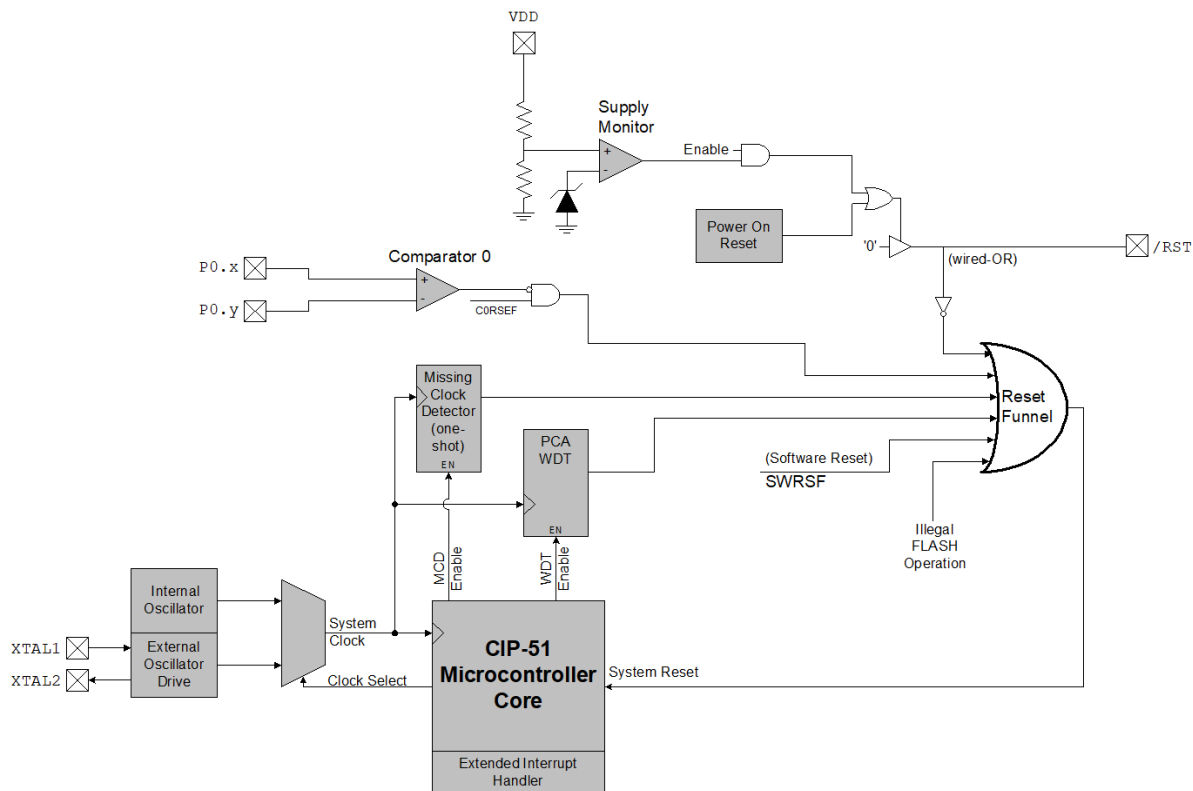 VDD
Supply
Monitor
+
-
Enable
Power On
Reset
'0'
/RST
(wired-OR)
P0.x
P0.y
Comparator 0
+
-
C0RSEF
Missing
Clock
Detector
(one-
shot)
EN
PCA
WDT
EN
Reset
Funnel
(Software Reset)
SWRSF
Illegal
FLASH
Operation
MCD
Enable
WDT
Enable
Internal
Oscillator
External
Oscillator
Drive
XTAL1
XTAL2
System
Clock
Clock Select
CIP-51
Microcontroller
Core
System Reset
Extended Interrupt
Handler